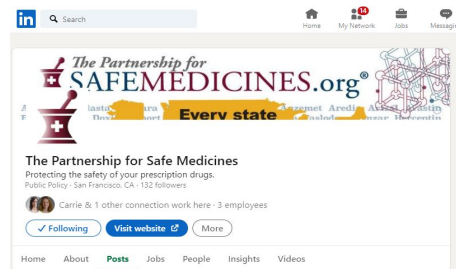 in
Search
14
Home
My Network
Jobs
Messagi
The Partnership for
SAFEMEDICINES.org®
Every state
The Partnership for Safe Medicines
Protecting the safety of your prescription drugs.
Public Policy · San Francisco, CA · 132 followers
Carrie & 1 other connection work here · 3 employees
✓ Following
Visit website
More
Home About Posts Jobs People Insights Videos